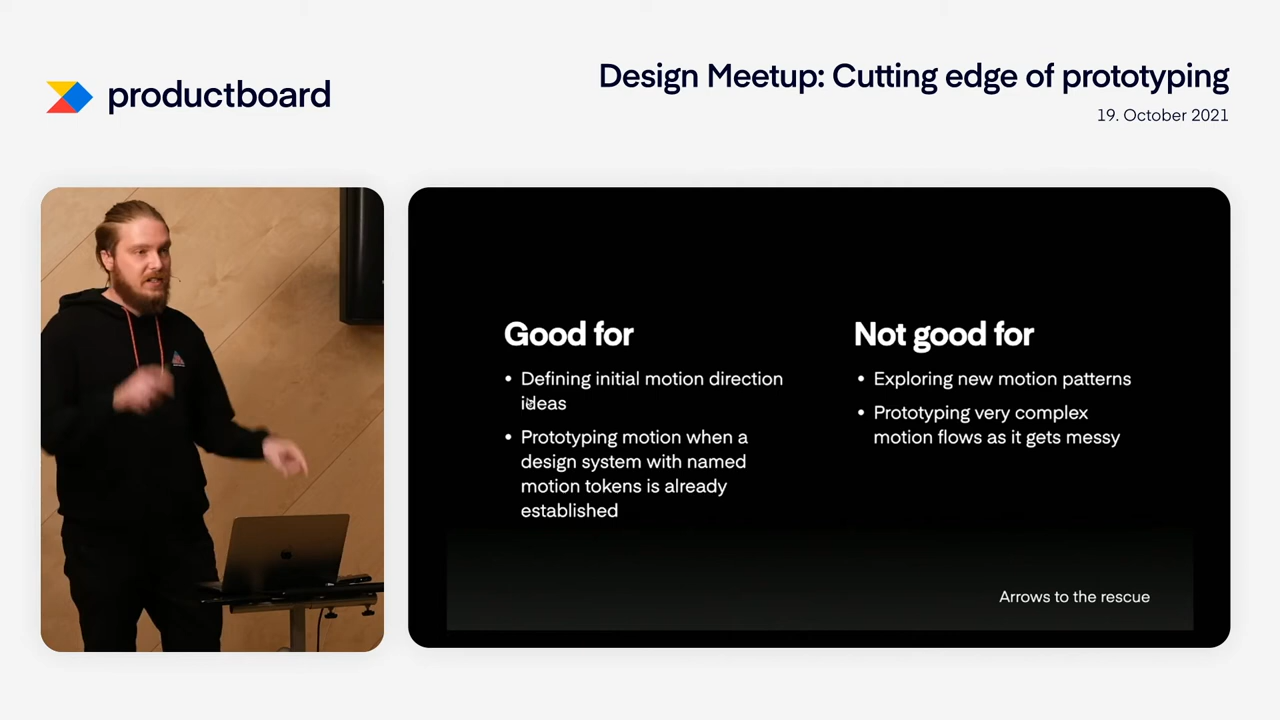 productboard
Design Meetup: Cutting edge of prototyping
19. October 2021
Good for
• Defining initial motion direction
ideas
• Prototyping motion when a
design system with named
motion tokens is already
established
Not good for
• Exploring new motion patterns
• Prototyping very complex
motion flows as it gets messy
Arrows to the rescue